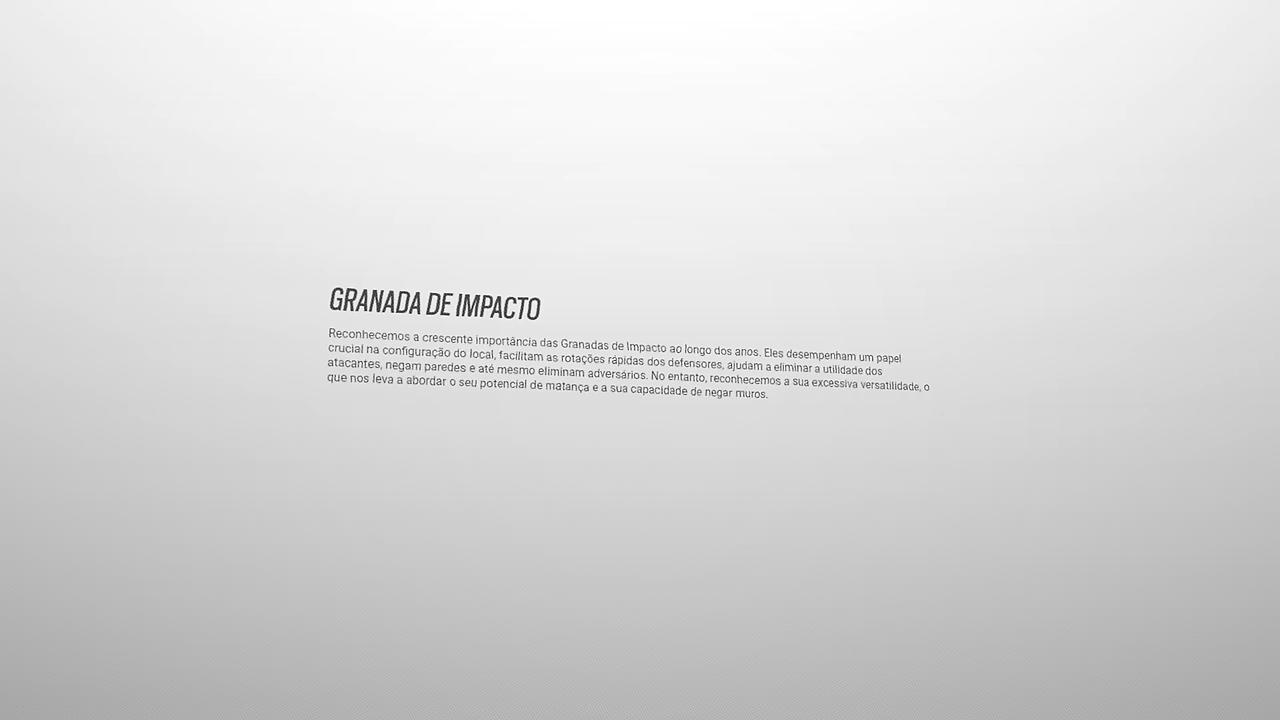 GRANADA DE IMPACTO
Reconhecemos a crescente importância das Granadas de Impacto ao longo dos anos. Eles desempenham um papel
crucial na configuração do local, facilitam as rotações rápidas dos defensores, ajudam a eliminar a utilidade dos
atacantes, negam paredes e até mesmo eliminam adversários. No entanto, reconhecemos a sua excessiva versatilidade, o
que nos leva a abordar o seu potencial de matança e a sua capacidade de negar muros.